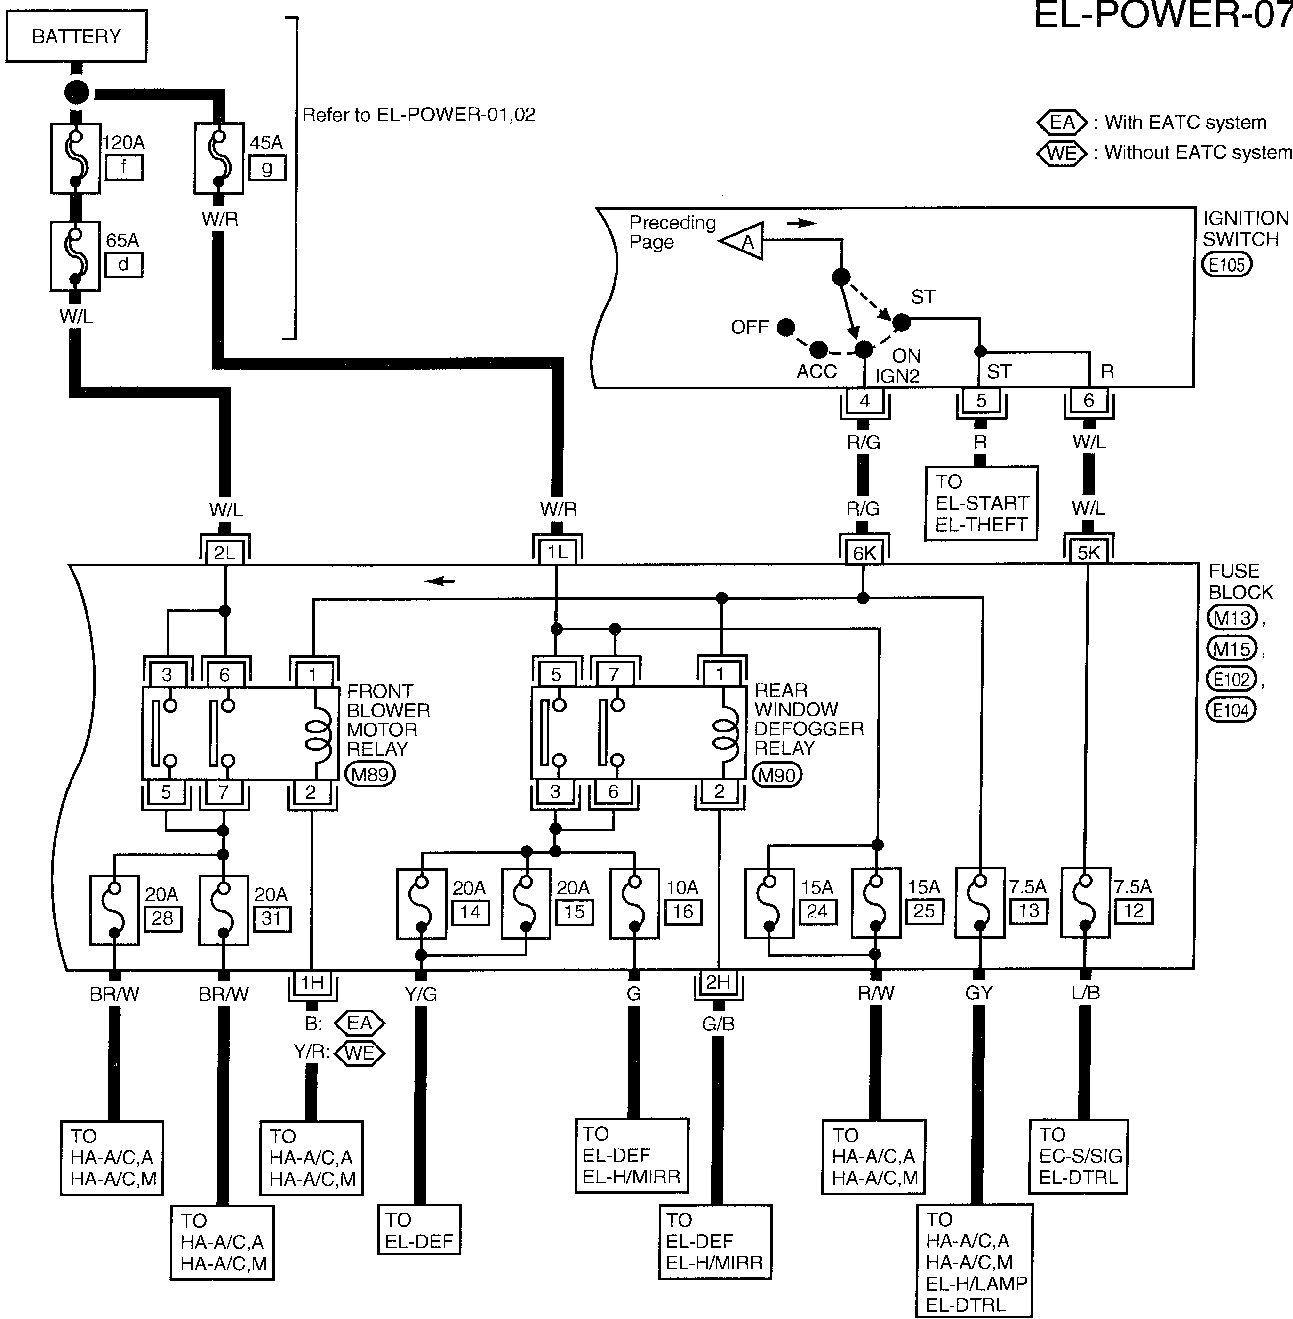 EL-POWER-07
BATTERY
Refer to EL-POWER-01,02
EA : With EATC system
WE : Without EATC system
120A
f
45A
g
W/R
65A
d
W/L
Preceding
Page
A
IGNITION
SWITCH
E105
OFF
ACC
ON
IGN2
ST
ST
R
4
5
6
R/G
R
W/L
TO
EL-START
EL-THEFT
W/L
W/R
R/G
W/L
2L
1L
6K
5K
FUSE
BLOCK
M13 ,
M15 ,
E102 ,
E104
3
6
1
5
7
1
FRONT
BLOWER
MOTOR
RELAY
M89
REAR
WINDOW
DEFOGGER
RELAY
M90
5
7
2
3
6
2
20A
28
20A
31
20A
14
20A
15
10A
16
15A
24
15A
25
7.5A
13
7.5A
12
BR/W
BR/W
1H
Y/G
G
2H
R/W
GY
L/B
B: EA
Y/R: WE
G/B
TO
HA-A/C,A
HA-A/C,M
TO
HA-A/C,A
HA-A/C,M
TO
HA-A/C,A
HA-A/C,M
TO
EL-DEF
TO
EL-DEF
EL-H/MIRR
TO
EL-DEF
EL-H/MIRR
TO
HA-A/C,A
HA-A/C,M
TO
HA-A/C,A
HA-A/C,M
EL-H/LAMP
EL-DTRL
TO
EC-S/SIG
EL-DTRL